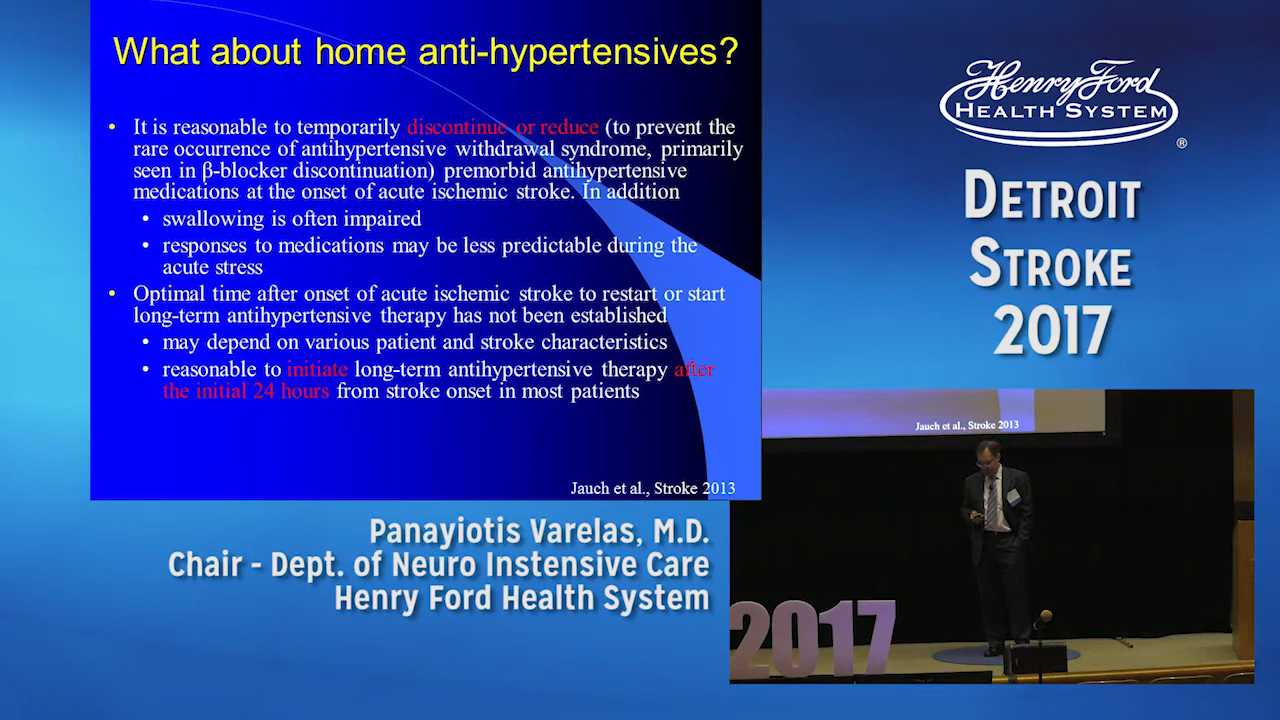 What about home anti-hypertensives?
• It is reasonable to temporarily discontinue or reduce (to prevent the
rare occurrence of antihypertensive withdrawal syndrome, primarily
seen in β-blocker discontinuation) premorbid antihypertensive
medications at the onset of acute ischemic stroke. In addition
• swallowing is often impaired
• responses to medications may be less predictable during the
acute stress
• Optimal time after onset of acute ischemic stroke to restart or start
long-term antihypertensive therapy has not been established
• may depend on various patient and stroke characteristics
• reasonable to initiate long-term antihypertensive therapy after
the initial 24 hours from stroke onset in most patients
Jauch et al., Stroke 2013
Henry Ford
HEALTH SYSTEM
®
DETROIT
STROKE
2017
Jauch et al., Stroke 2013
2017
Panayiotis Varelas, M.D.
Chair - Dept. of Neuro Instensive Care
Henry Ford Health System